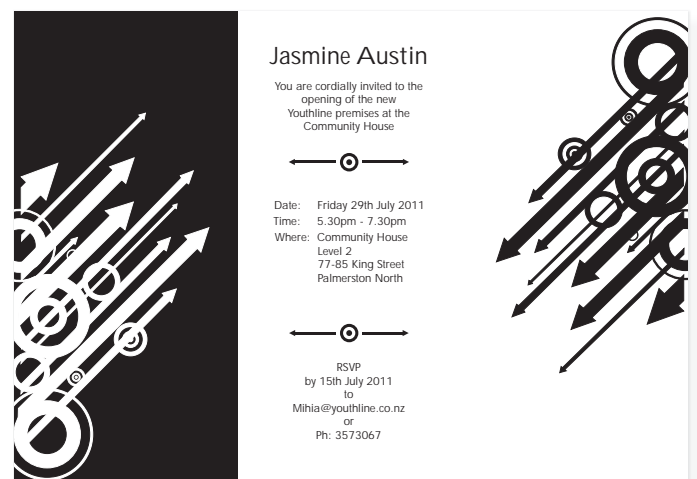 Jasmine Austin
You are cordially invited to the
opening of the new
Youthline premises at the
Community House
Date: Friday 29th July 2011
Time: 5.30pm - 7.30pm
Where: Community House
Level 2
77-85 King Street
Palmerston North
RSVP
by 15th July 2011
to
Mihia@youthline.co.nz
or
Ph: 3573067